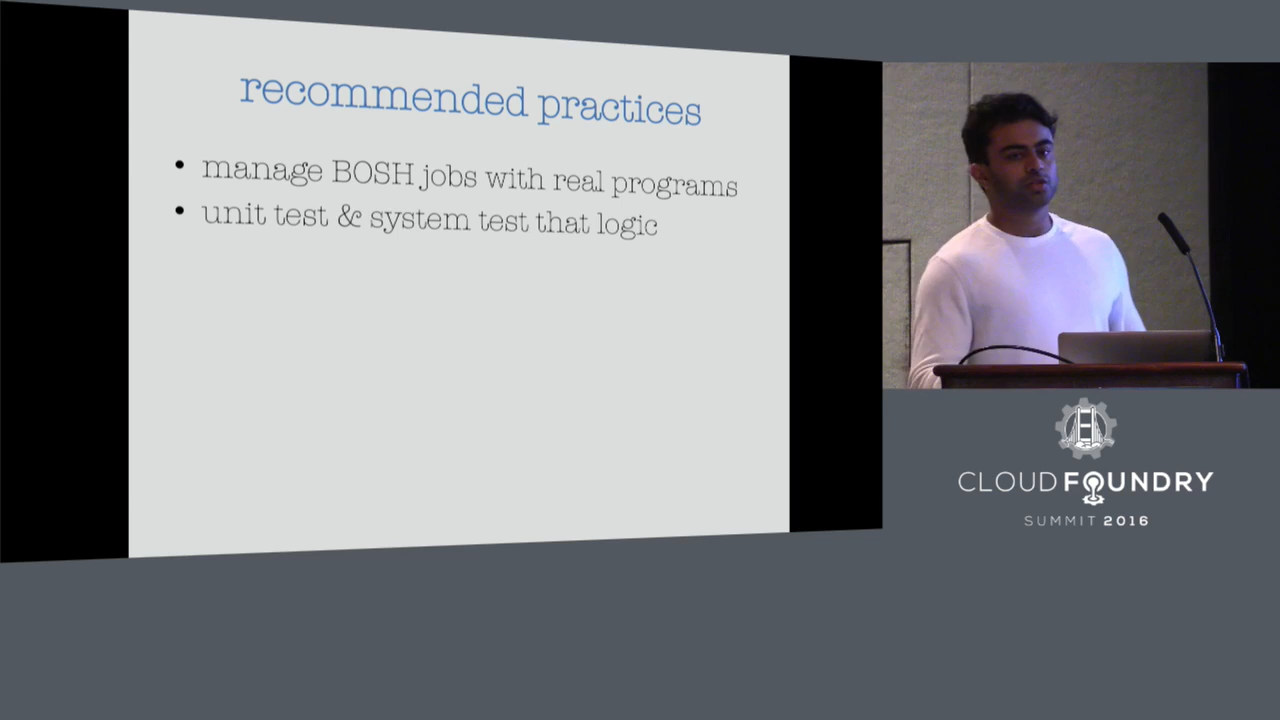 recommended practices
• manage BOSH jobs with real programs
• unit test & system test that logic
CLOUD FOUNDRY
SUMMIT 2016